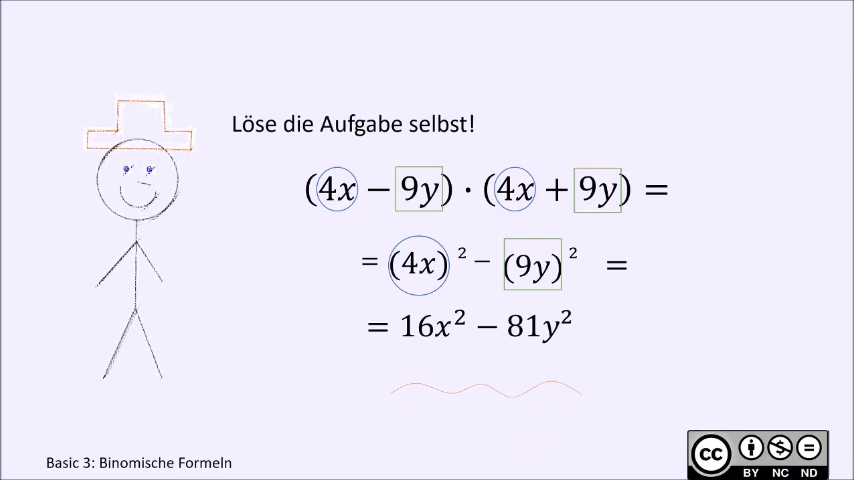 Löse die Aufgabe selbst!
(4x − 9y) · (4x + 9y) =
= (4x)² − (9y)² =
= 16x² − 81y²
Basic 3: Binomische Formeln
cc
BY NC ND